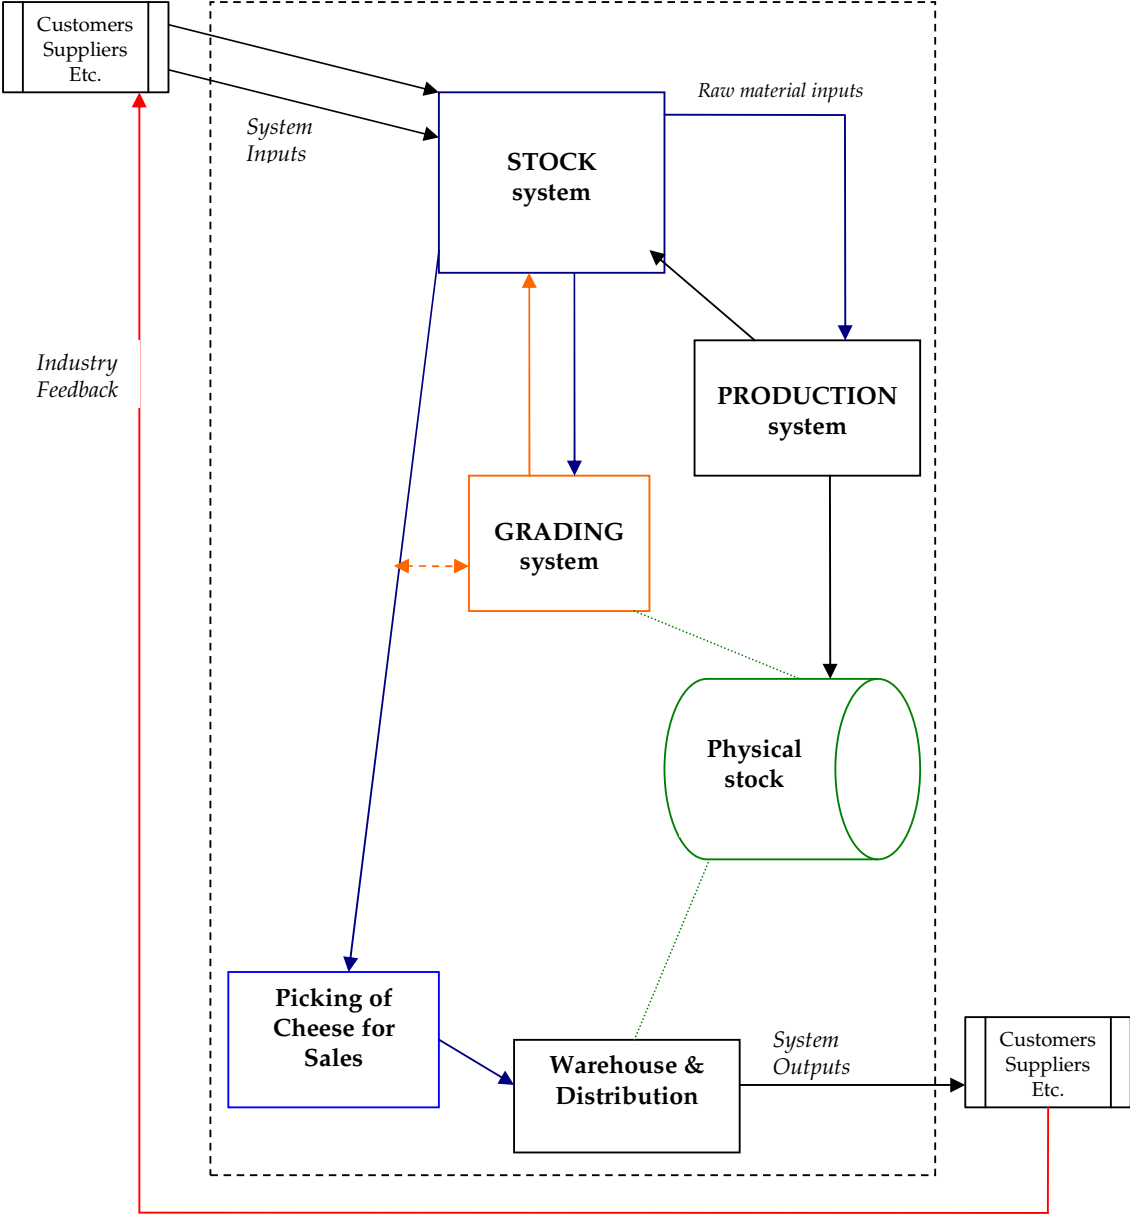 Customers
Suppliers
Etc.
Raw material inputs
System
Inputs
STOCK
system
Industry
Feedback
PRODUCTION
system
GRADING
system
Physical
stock
Picking of
Cheese for
Sales
Warehouse &
Distribution
System
Outputs
Customers
Suppliers
Etc.